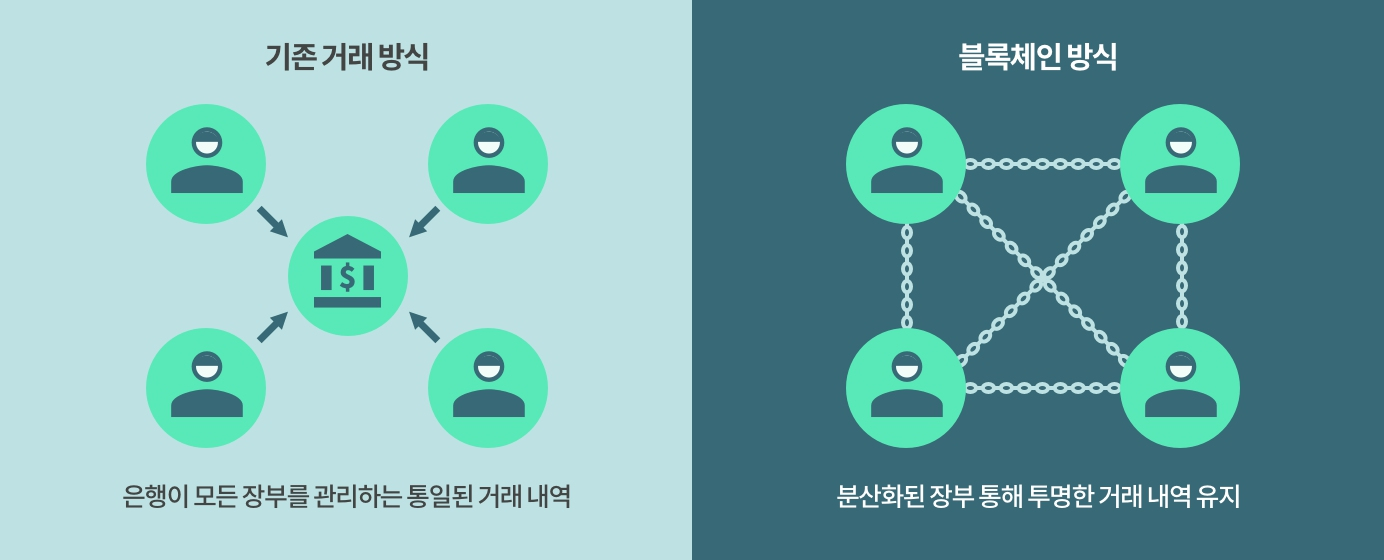 기존 거래 방식
블록체인 방식
$
은행이 모든 장부를 관리하는 통일된 거래 내역
분산화된 장부 통해 투명한 거래 내역 유지